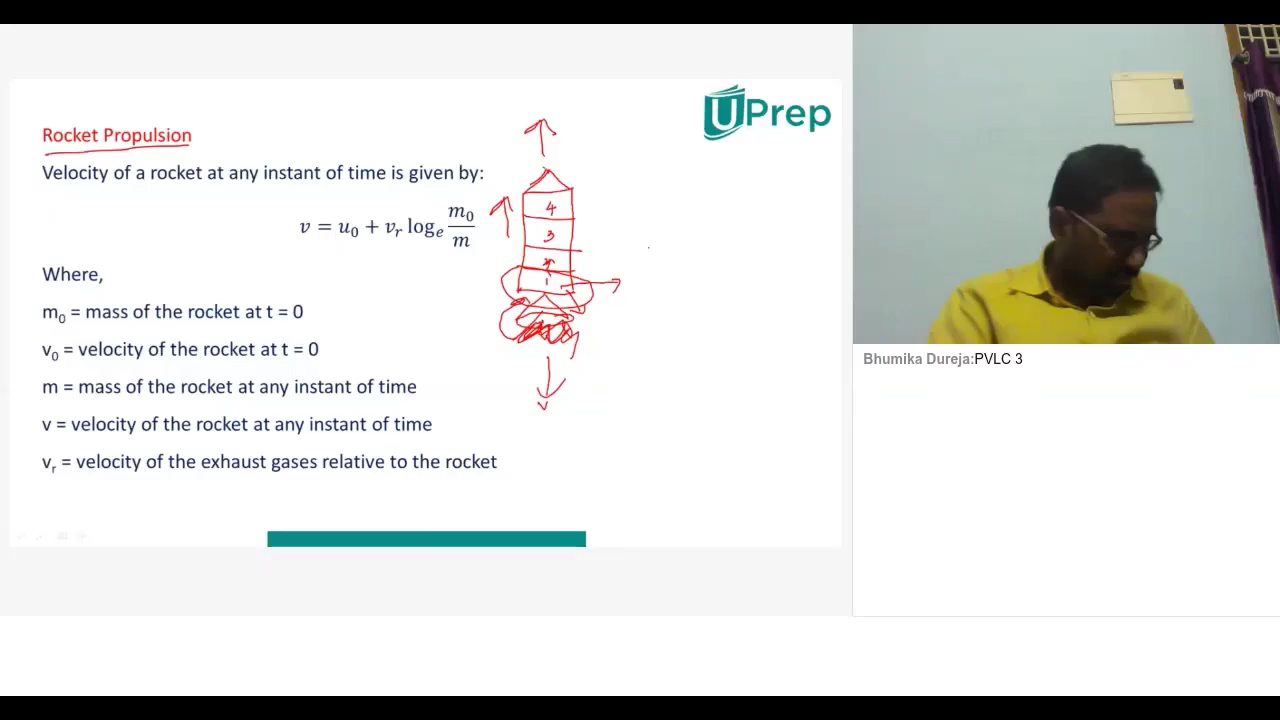 UPrep
Rocket Propulsion
Velocity of a rocket at any instant of time is given by:
v = u₀ + vᵣ logₑ m₀/m
Where,
m₀ = mass of the rocket at t = 0
v₀ = velocity of the rocket at t = 0
m = mass of the rocket at any instant of time
v = velocity of the rocket at any instant of time
vᵣ = velocity of the exhaust gases relative to the rocket
4
3
1
Bhumika Dureja:PVLC 3